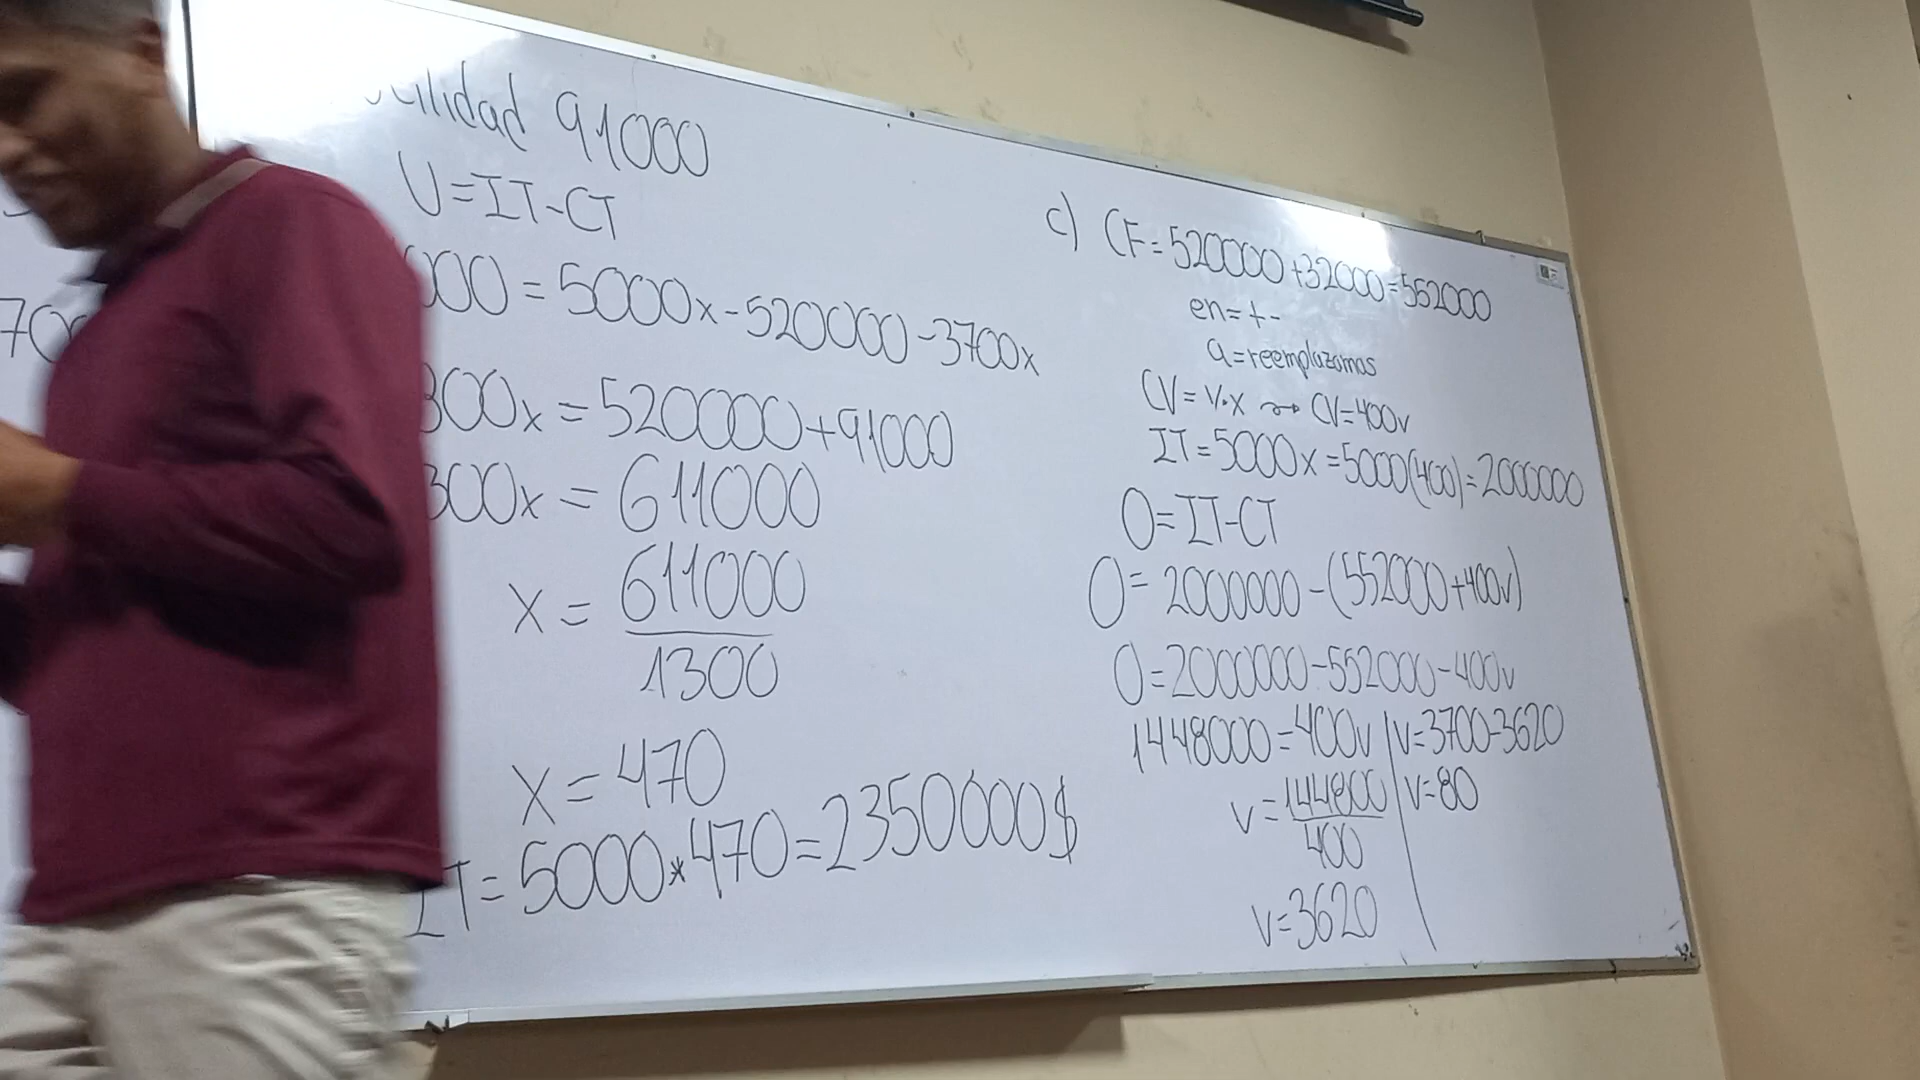 ilidad 91000
U=IT-CT
000=5000x-520000-3700x
300x=520000+91000
300x=611000
x=611000
1300
x=470
IT=5000*470=2350000$
700
c) CF=520000+32000=552000
en=+-
a=reemplazamos
CV=V·X → CV=400v
IT=5000x=5000(400)=2000000
0=IT-CT
0=2000000-(552000+400v)
0=2000000-552000-400v
1448000=400v
v=144800
400
v=3620
v=3700-3620
v=80